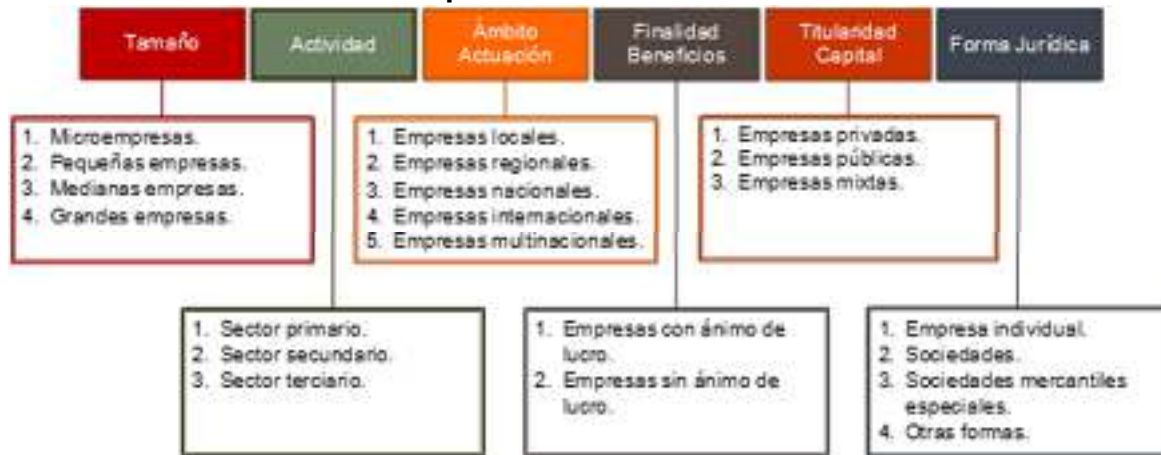 Tamaño
Actividad
Ámbito
Actuación
Finalidad
Beneficios
Titularidad
Capital
Forma Jurídica
1. Microempresas.
2. Pequeñas empresas.
3. Medianas empresas.
4. Grandes empresas.
1. Empresas locales.
2. Empresas regionales.
3. Empresas nacionales.
4. Empresas internacionales.
5. Empresas multinacionales.
1. Empresas privadas.
2. Empresas públicas.
3. Empresas mixtas.
1. Sector primario.
2. Sector secundario.
3. Sector terciario.
1. Empresas con ánimo de
lucro.
2. Empresas sin ánimo de
lucro.
1. Empresa individual.
2. Sociedades.
3. Sociedades mercantiles
especiales.
4. Otras formas.